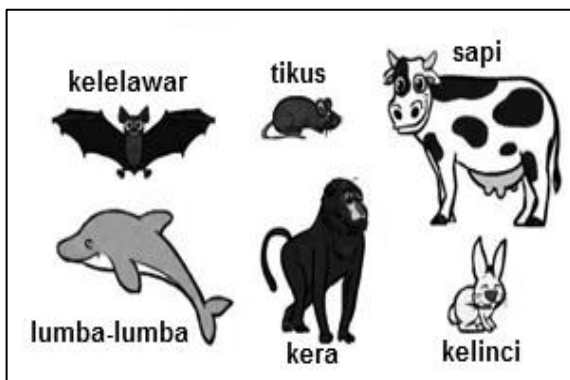 kelelawar
tikus
sapi
lumba-lumba
kera
kelinci